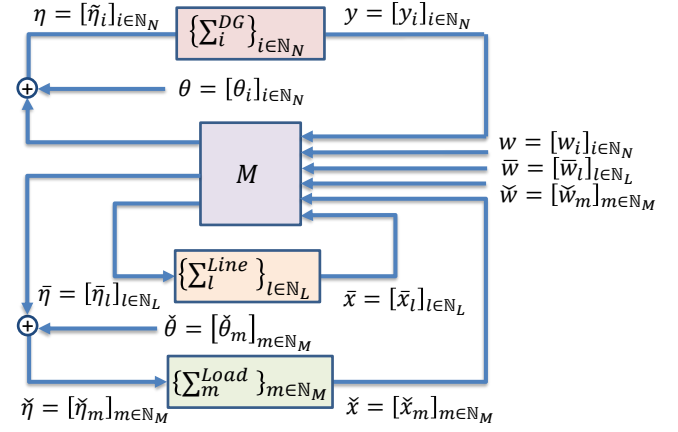 η = [η̃ᵢ]ᵢ∈ℕ_N
{∑ᵢ^DG}ᵢ∈ℕ_N
y = [yᵢ]ᵢ∈ℕ_N
+
θ = [θᵢ]ᵢ∈ℕ_N
M
w = [wᵢ]ᵢ∈ℕ_N
w̄ = [w̄ₗ]ₗ∈ℕ_L
w̌ = [w̌ₘ]ₘ∈ℕ_M
{∑ₗ^Line}ₗ∈ℕ_L
η̄ = [η̄ₗ]ₗ∈ℕ_L
x̄ = [x̄ₗ]ₗ∈ℕ_L
+
θ̌ = [θ̌ₘ]ₘ∈ℕ_M
{∑ₘ^Load}ₘ∈ℕ_M
η̌ = [η̌ₘ]ₘ∈ℕ_M
x̌ = [x̌ₘ]ₘ∈ℕ_M